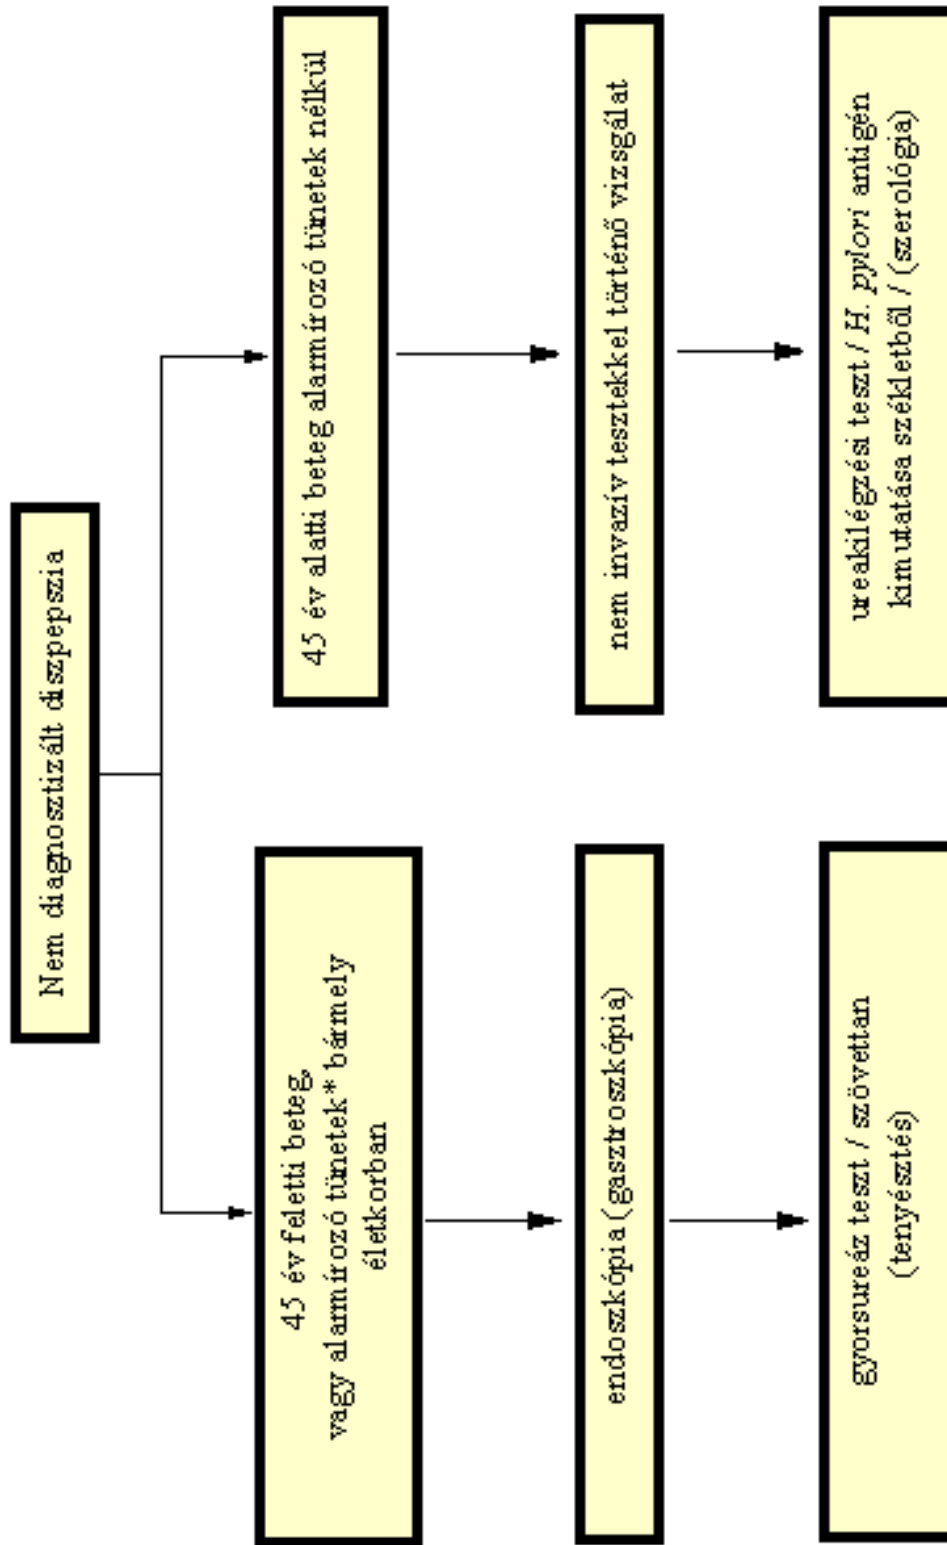 Nem diagnosztizált diszpepszia
45 év feletti beteg,
vagy alarmírozó tünetek* bármely
életkorban
45 év alatti beteg alarmírozó tünetek nélkül
endoszkópia (gasztroszkópia)
nem invazív tesztekkel történő vizsgálat
gyorsureáz teszt / szövettan
(tenyésztés)
ureakilégzési teszt / H. pylori antigén
kimutatása székletből / (szerológia)